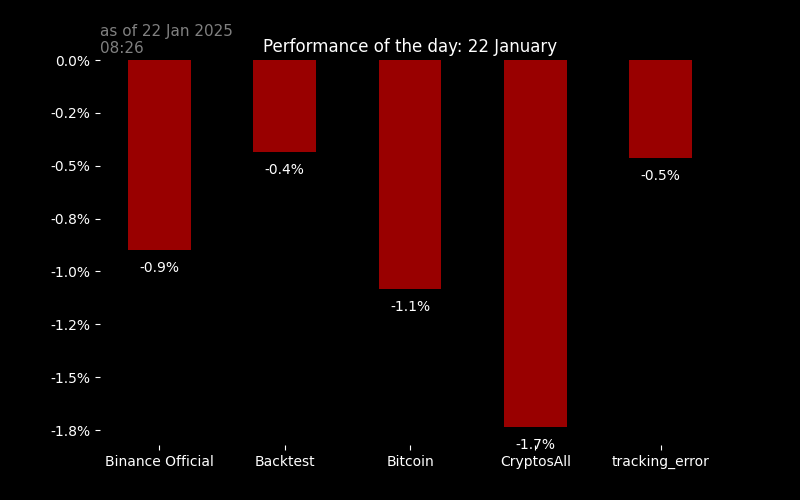 as of 22 Jan 2025
08:26
Performance of the day: 22 January
0.0%
-0.2%
-0.5%
-0.8%
-1.0%
-1.2%
-1.5%
-1.8%
-0.9%
-0.4%
-1.1%
-1.7%
-0.5%
Binance Official
Backtest
Bitcoin
CryptosAll
tracking_error